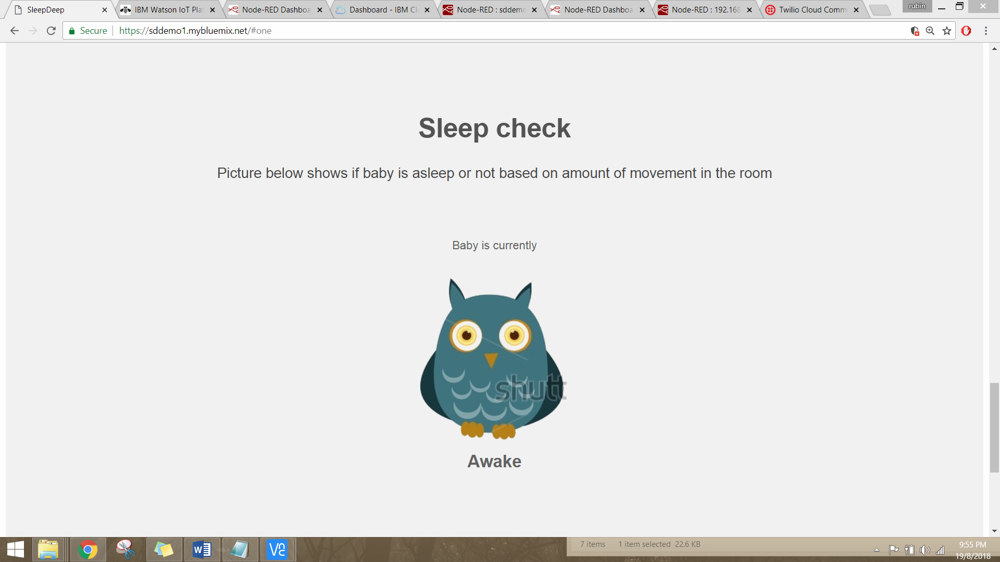 SleepDeep
IBM Watson IoT Pla
Node-RED Dashboa
Dashboard - IBM Cl
Node-RED : sddemo
Node-RED Dashboa
Node-RED : 192.168
Twilio Cloud Comm
rubin
Secure
https://sddemo1.mybluemix.net/#one
Sleep check
Picture below shows if baby is asleep or not based on amount of movement in the room
Baby is currently
shutt
Awake
7 items 1 item selected 22.6 KB
9:55 PM
19/8/2018